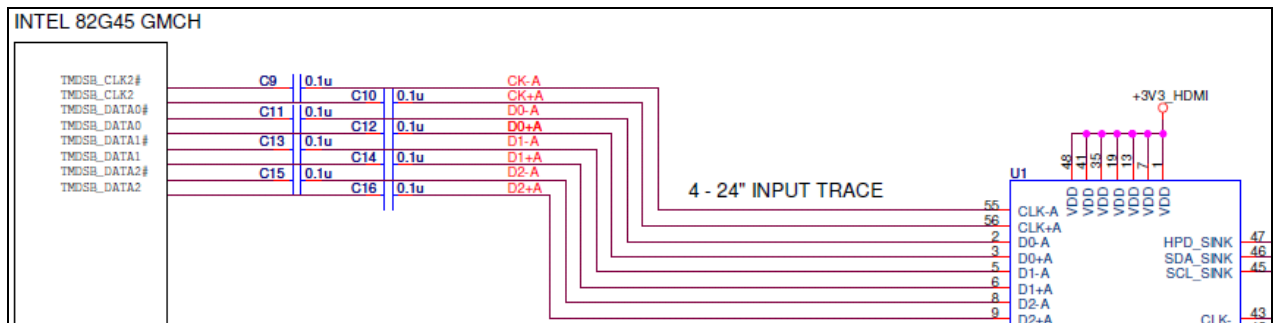 INTEL 82G45 GMCH
TMDSB_CLK2# C9 0.1u CK-A
TMDSB_CLK2 C10 0.1u CK+A
TMDSB_DATA0# C11 0.1u D0-A
TMDSB_DATA0 C12 0.1u D0+A
TMDSB_DATA1# C13 0.1u D1-A
TMDSB_DATA1 C14 0.1u D1+A
TMDSB_DATA2# C15 0.1u D2-A
TMDSB_DATA2 C16 0.1u D2+A
+3V3_HDMI
48 41 35 19 13 7 1
U1
VDD VDD VDD VDD VDD VDD VDD
4 - 24" INPUT TRACE
55 CLK-A
56 CLK+A
2 D0-A HPD_SINK 47
3 D0+A SDA_SINK 46
5 D1-A SCL_SINK 45
6 D1+A
8 D2-A
9 D2+A CLK- 43